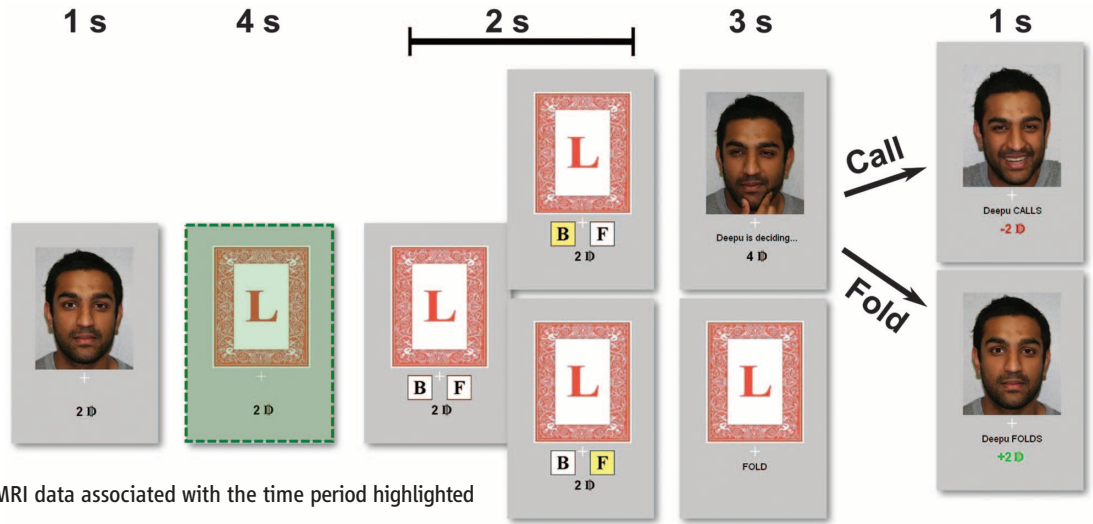 1 s
4 s
2 s
3 s
1 s
2 D
L
2 D
L
B F
2 D
L
B F
2 D
L
B F
2 D
Deepu is deciding...
4 D
L
FOLD
Call
Fold
Deepu CALLS
-2 D
Deepu FOLDS
+2 D
MRI data associated with the time period highlighted